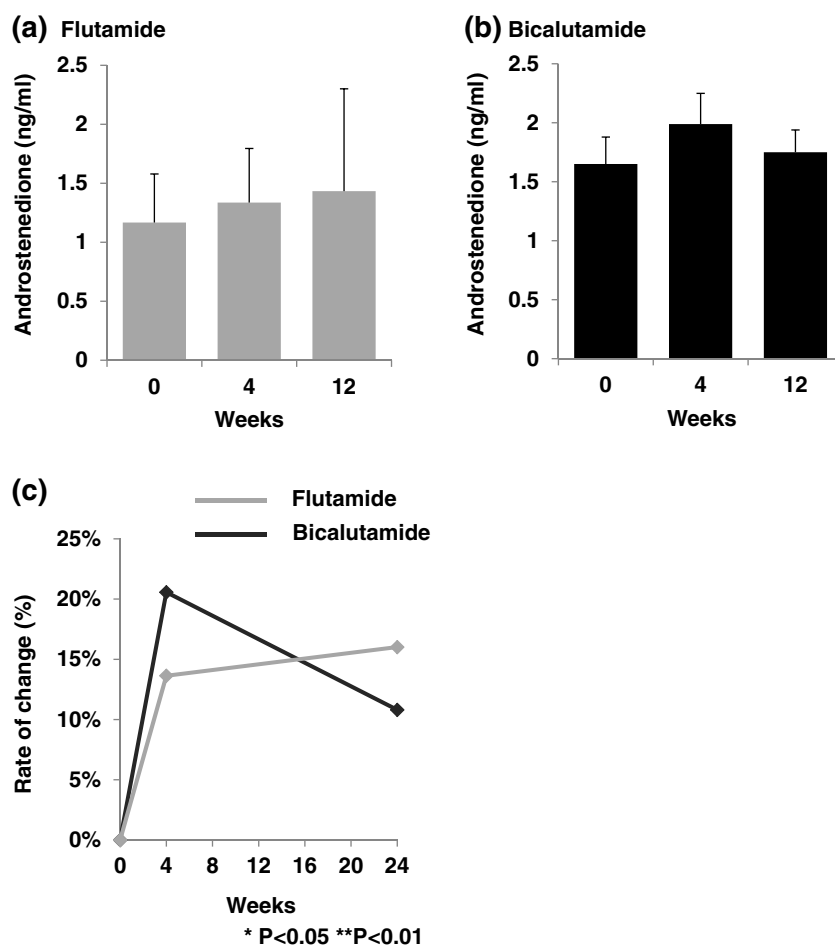 (a) Flutamide
Androstenedione (ng/ml)
2.5
2
1.5
1
0.5
0
0 4 12
Weeks
(b) Bicalutamide
Androstenedione (ng/ml)
2.5
2
1.5
1
0.5
0
0 4 12
Weeks
(c)
Flutamide
Bicalutamide
Rate of change (%)
25%
20%
15%
10%
5%
0%
0 4 8 12 16 20 24
Weeks
* P<0.05 **P<0.01